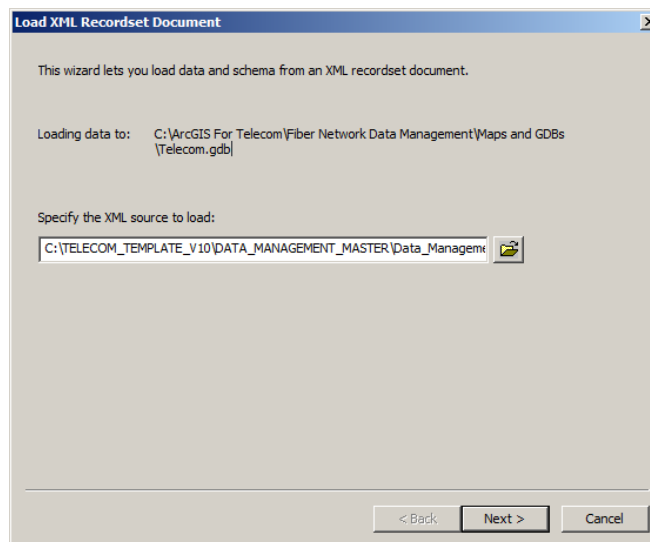 Load XML Recordset Document
This wizard lets you load data and schema from an XML recordset document.
Loading data to: C:\ArcGIS For Telecom\Fiber Network Data Management\Maps and GDBs
\Telecom.gdb
Specify the XML source to load:
C:\TELECOM_TEMPLATE_V10\DATA_MANAGEMENT_MASTER\Data_Manageme
< Back Next > Cancel